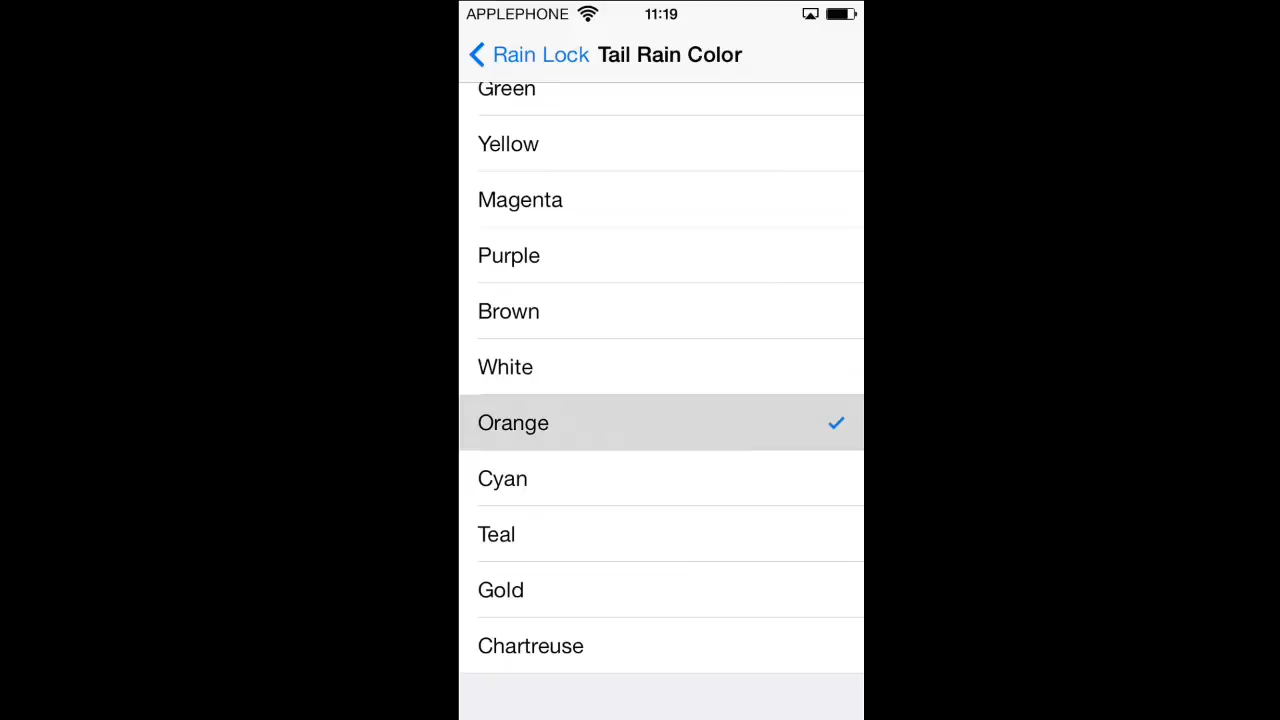 APPLEPHONE 11:19
Rain Lock Tail Rain Color
Green
Yellow
Magenta
Purple
Brown
White
Orange
Cyan
Teal
Gold
Chartreuse